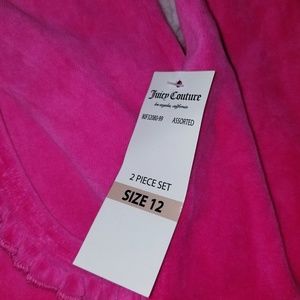 Juicy Couture
los angeles, california
ASSORTED
2 PIECE SET
SIZE 12